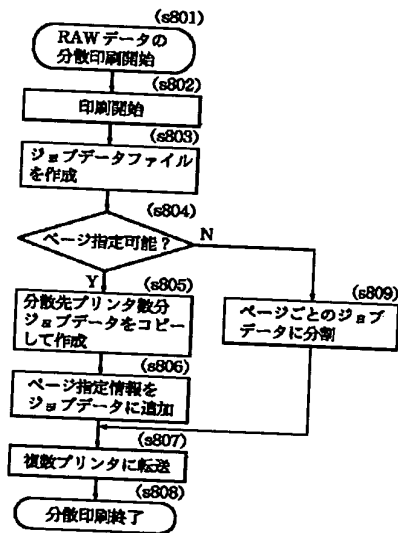 (s801)
RAWデータの
分散印刷開始
(s802)
印刷開始
(s803)
ジョブデータファイル
を作成
(s804)
ページ指定可能？
N
Y
(s805)
分散先プリンタ数分
ジョブデータをコピー
して作成
(s809)
ページごとのジョブ
データに分割
(s806)
ページ指定情報を
ジョブデータに追加
(s807)
複数プリンタに転送
(s808)
分散印刷終了